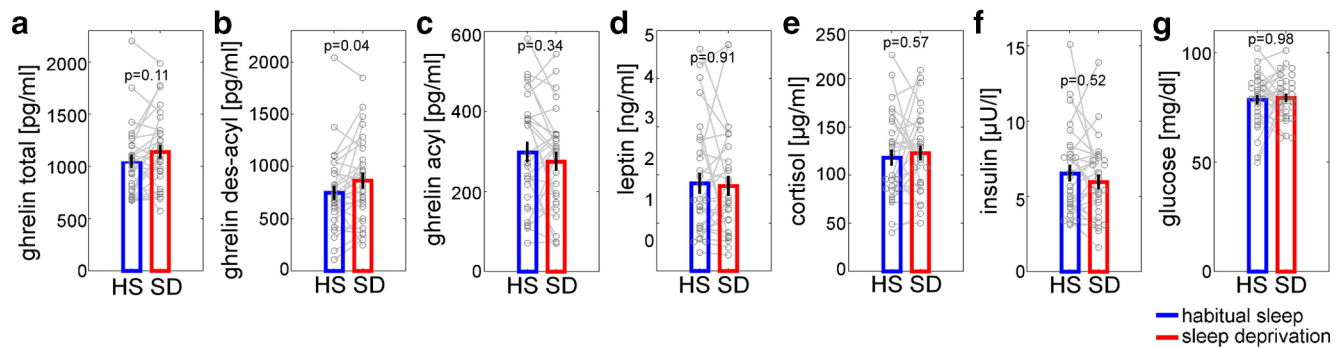 a
ghrelin total [pg/ml]
2000
1500
1000
500
0
p=0.11
HS SD
b
ghrelin des-acyl [pg/ml]
2000
1500
1000
750
500
250
0
p=0.04
HS SD
c
ghrelin acyl [pg/ml]
600
400
200
0
p=0.34
HS SD
d
leptin [ng/ml]
5
4
3
2
1
1
0
p=0.91
HS SD
e
cortisol [µg/ml]
250
200
150
100
50
0
p=0.57
HS SD
f
insulin [µU/l]
15
10
5
0
p=0.52
HS SD
g
glucose [mg/dl]
100
50
0
p=0.98
HS SD
habitual sleep
sleep deprivation